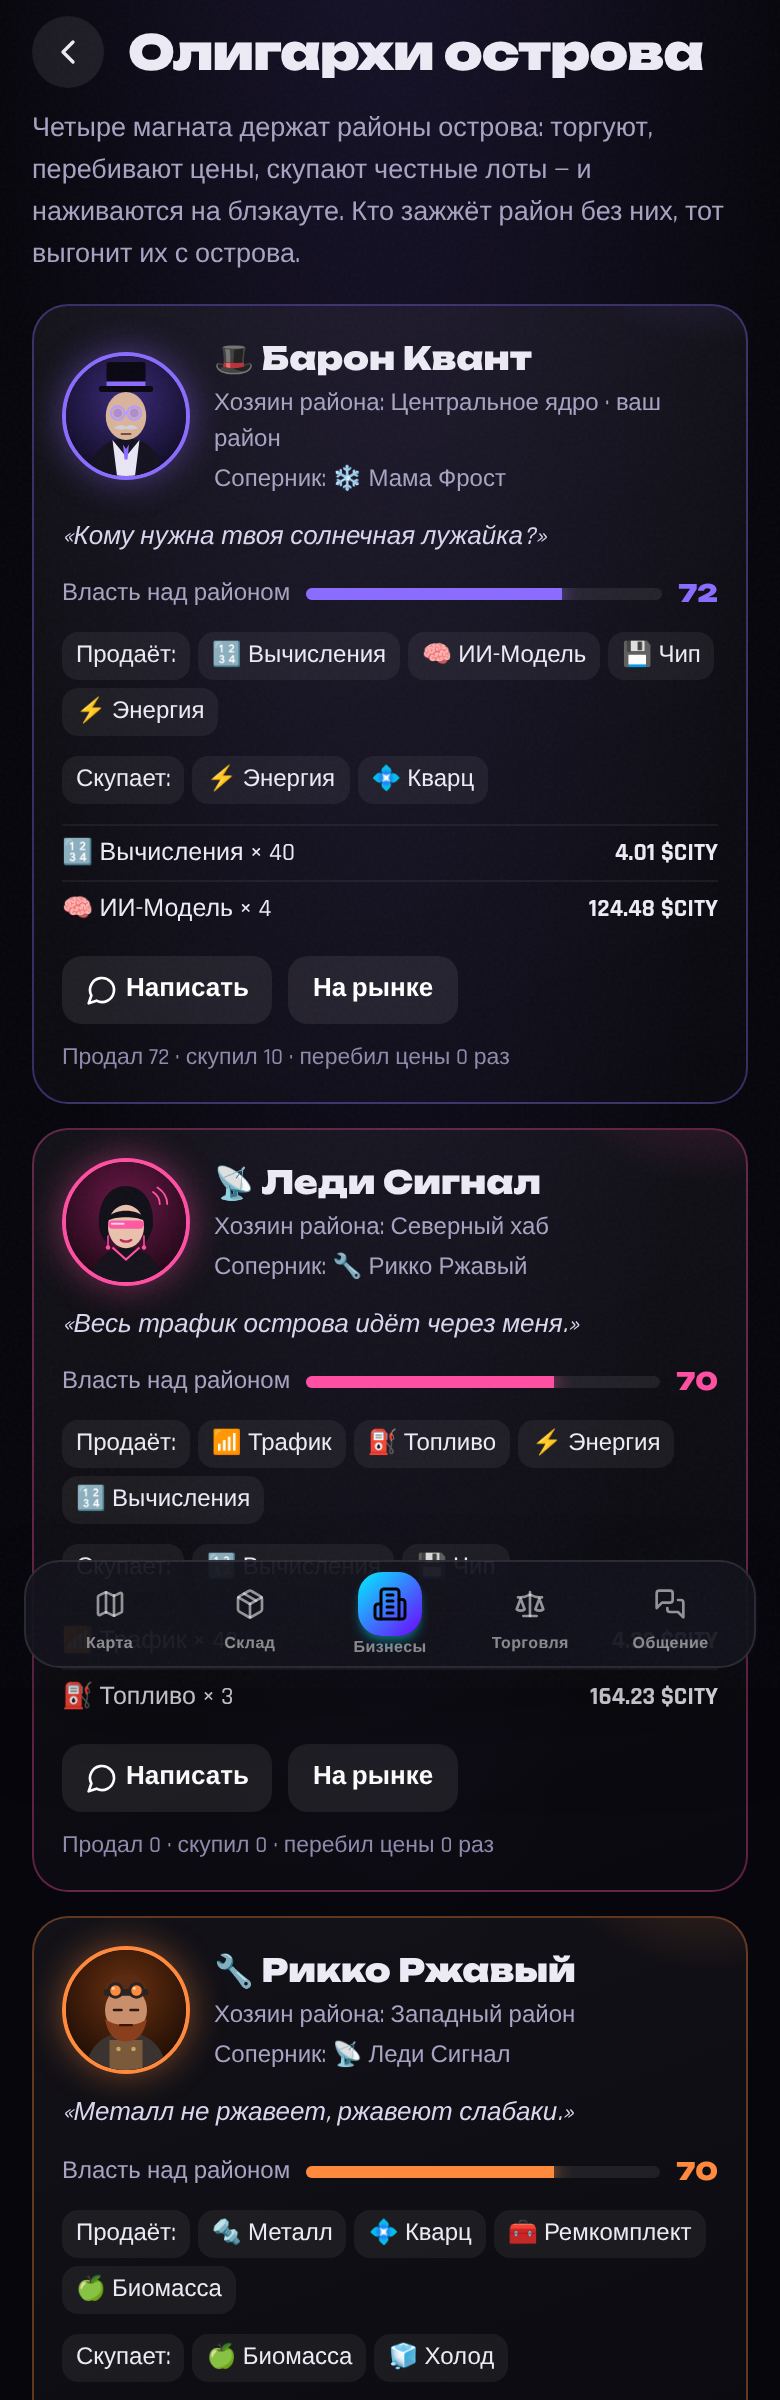 Олигархи острова
Четыре магната держат районы острова: торгуют,
перебивают цены, скупают честные лоты – и
наживаются на блэкауте. Кто зажжёт район без них, тот
выгонит их с острова.
Барон Квант
Хозяин района: Центральное ядро · ваш
район
Соперник: ❄️ Мама Фрост
«Кому нужна твоя солнечная лужайка?»
Власть над районом 72
Продаёт: 🔢 Вычисления 🧠 ИИ-Модель 💾 Чип
⚡ Энергия
Скупает: ⚡ Энергия 💠 Кварц
🔢 Вычисления × 40 4.01 $CITY
🧠 ИИ-Модель × 4 124.48 $CITY
Написать На рынке
Продал 72 · скупил 10 · перебил цены 0 раз
Леди Сигнал
Хозяин района: Северный хаб
Соперник: 🔧 Рикко Ржавый
«Весь трафик острова идёт через меня.»
Власть над районом 70
Продаёт: 📶 Трафик ⛽ Топливо ⚡ Энергия
🔢 Вычисления
Скупает: 🔢 Вычисления 💾 Чип
Трафик
Карта Склад Бизнесы Торговля Общение
⛽ Топливо × 3 164.23 $CITY
Написать На рынке
Продал 0 · скупил 0 · перебил цены 0 раз
Рикко Ржавый
Хозяин района: Западный район
Соперник: 📡 Леди Сигнал
«Металл не ржавеет, ржавеют слабаки.»
Власть над районом 70
Продаёт: 🔩 Металл 💠 Кварц 🧰 Ремкомплект
🍏 Биомасса
Скупает: 🍏 Биомасса 🧊 Холод